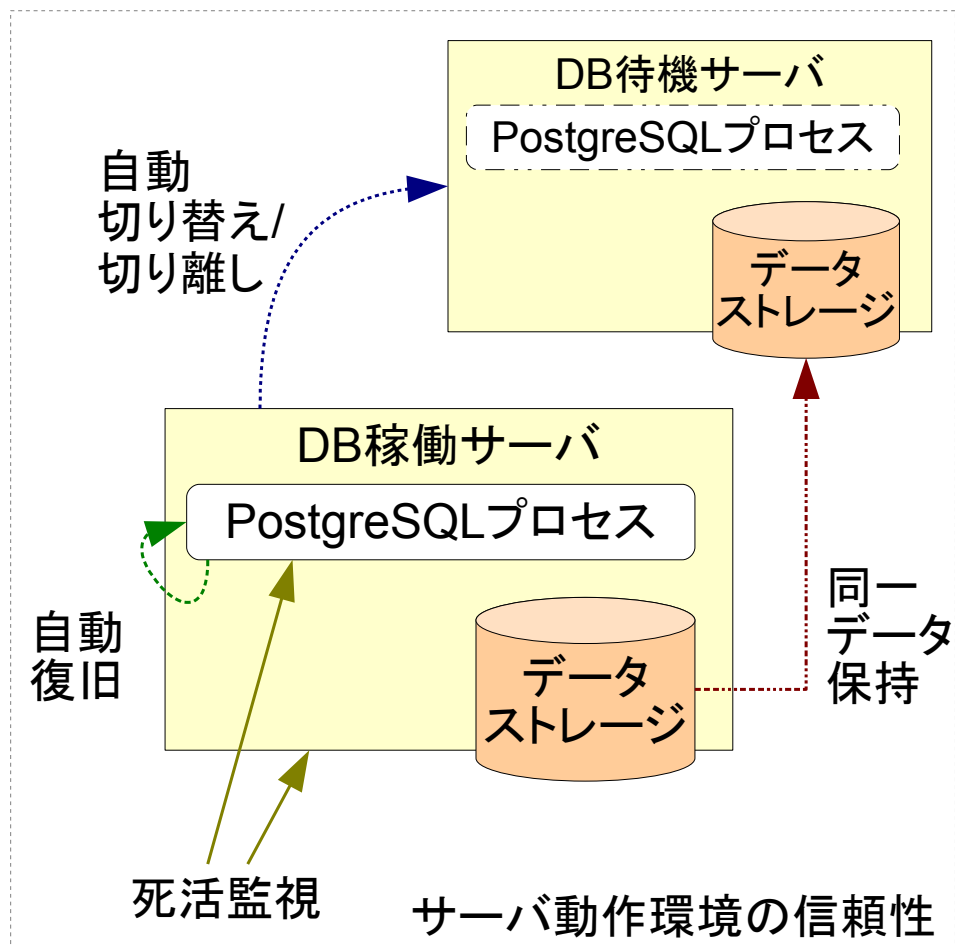 DB待機サーバ
PostgreSQLプロセス
データ
ストレージ
自動
切り替え/
切り離し
DB稼働サーバ
PostgreSQLプロセス
データ
ストレージ
自動
復旧
同一
データ
保持
死活監視
サーバ動作環境の信頼性